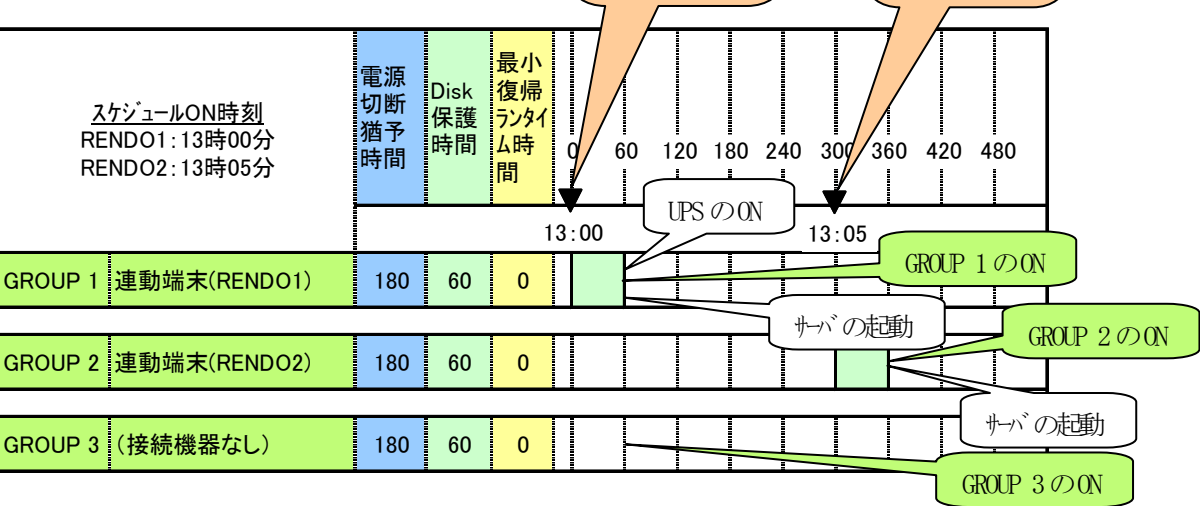 ｽｹｼﾞｭｰﾙON時刻
RENDO1：13時00分
RENDO2：13時05分
電源
切断
猶予
時間
Disk
保護
時間
最小
復帰
ﾗﾝﾀｲ
ﾑ時
間
0 60 120 180 240 300 360 420 480
UPS のON
13:00 13:05
GROUP 1 連動端末(RENDO1) 180 60 0
GROUP 1 のON
ｻｰﾊﾞの起動
GROUP 2 連動端末(RENDO2) 180 60 0
GROUP 2 のON
ｻｰﾊﾞの起動
GROUP 3 (接続機器なし) 180 60 0
GROUP 3 のON